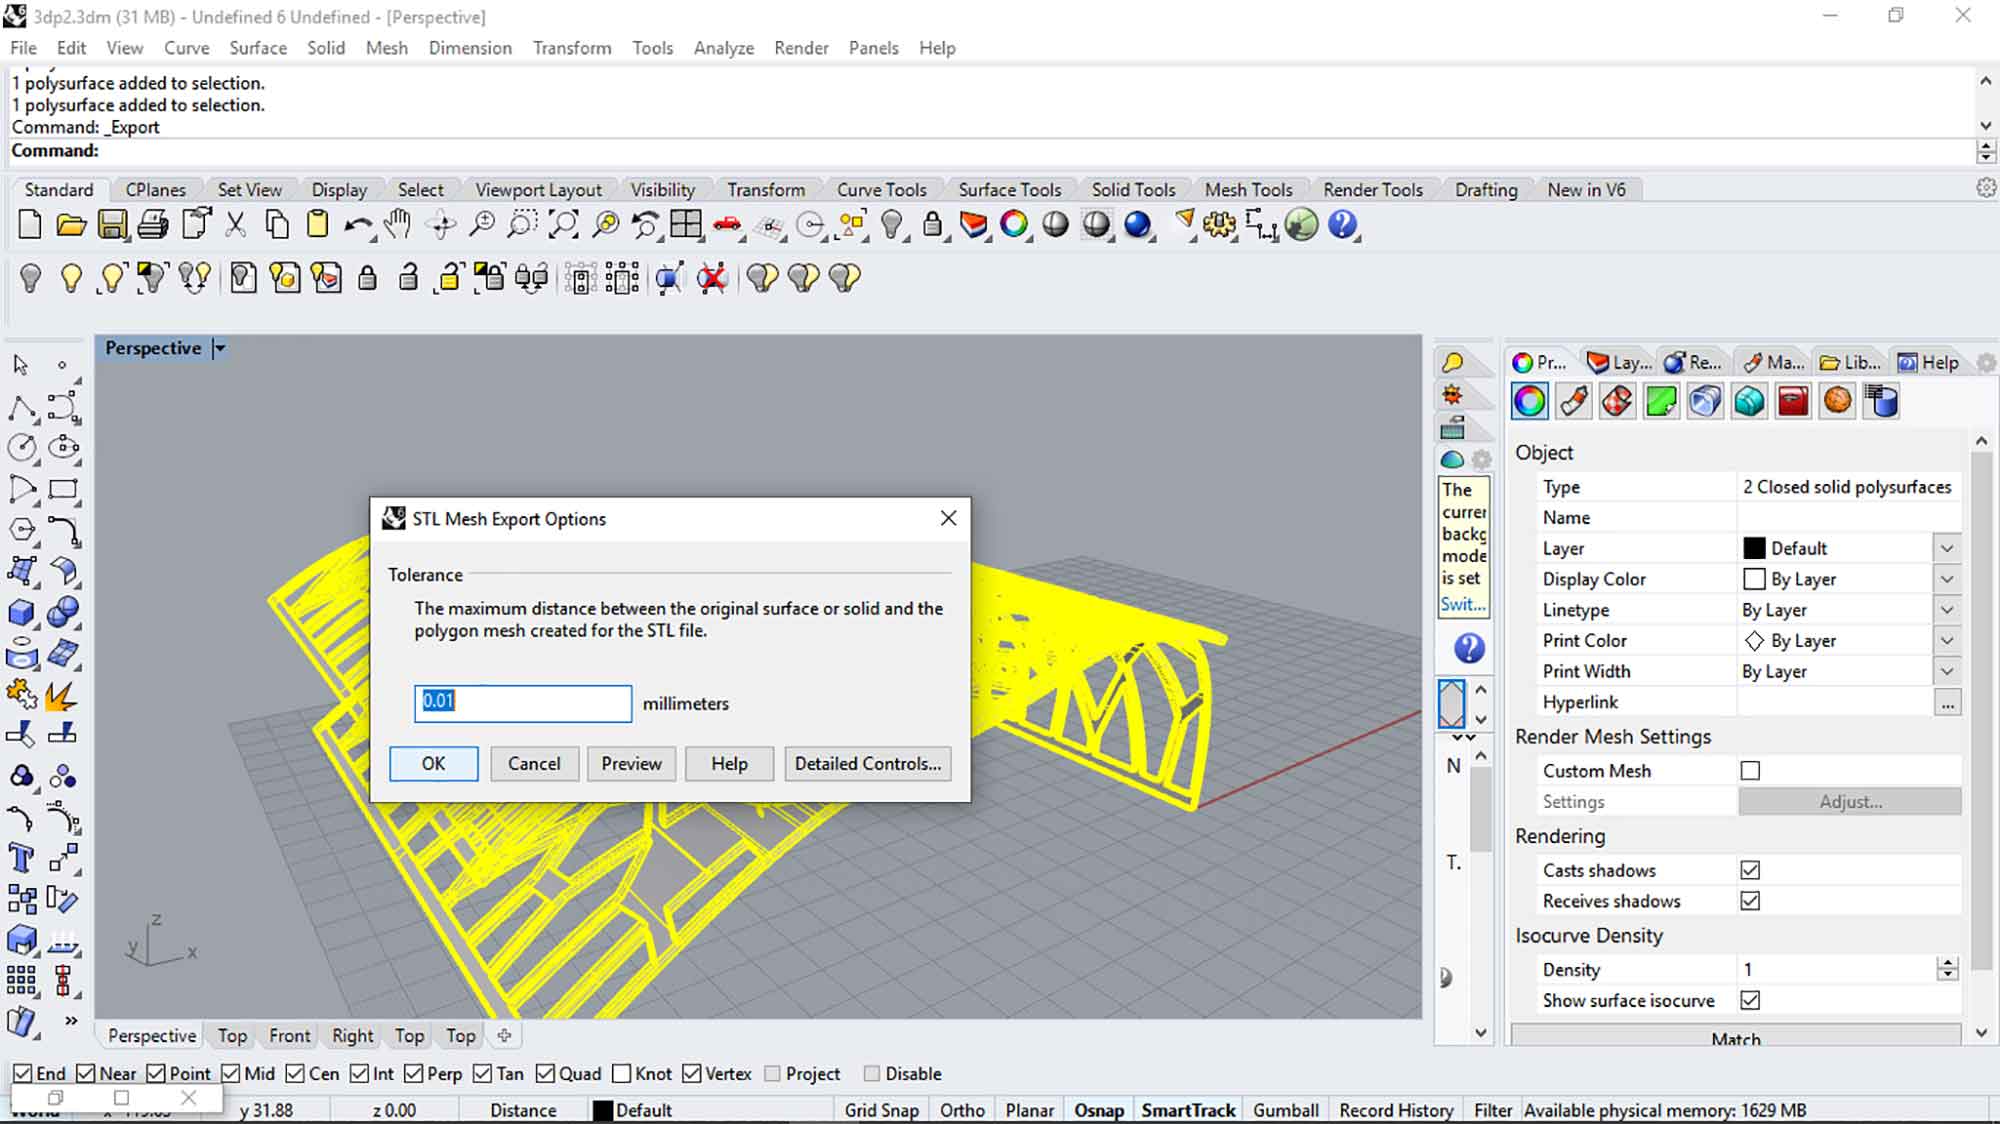 3dp2.3dm (31 MB) - Undefined 6 Undefined - [Perspective]
File Edit View Curve Surface Solid Mesh Dimension Transform Tools Analyze Render Panels Help
1 polysurface added to selection.
1 polysurface added to selection.
Command: _Export
Command:
Standard CPlanes Set View Display Select Viewport Layout Visibility Transform Curve Tools Surface Tools Solid Tools Mesh Tools Render Tools Drafting New in V6
Perspective
STL Mesh Export Options
Tolerance
The maximum distance between the original surface or solid and the
polygon mesh created for the STL file.
0.01 millimeters
OK Cancel Preview Help Detailed Controls...
z
y x
The
currer
backg
mode
is set
Swit...
N
T.
Pr... Lay... Re... Ma... Lib... Help
Object
Type 2 Closed solid polysurfaces
Name
Layer Default
Display Color By Layer
Linetype By Layer
Print Color By Layer
Print Width By Layer
Hyperlink ...
Render Mesh Settings
Custom Mesh
Settings Adjust...
Rendering
Casts shadows
Receives shadows
Isocurve Density
Density 1
Show surface isocurve
Match
Perspective Top Front Right Top Top
End Near Point Mid Cen Int Perp Tan Quad Knot Vertex Project Disable
y 31.88 z 0.00 Distance Default Grid Snap Ortho Planar Osnap SmartTrack Gumball Record History Filter Available physical memory: 1629 MB